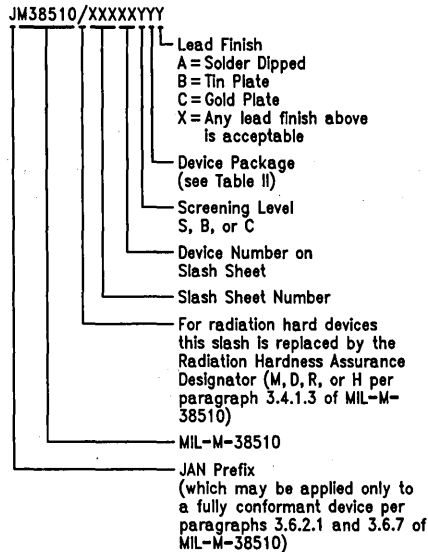 JM38510/XXXXXYYY
Lead Finish
A = Solder Dipped
B = Tin Plate
C = Gold Plate
X = Any lead finish above
is acceptable
Device Package
(see Table II)
Screening Level
S, B, or C
Device Number on
Slash Sheet
Slash Sheet Number
For radiation hard devices
this slash is replaced by the
Radiation Hardness Assurance
Designator (M, D, R, or H per
paragraph 3.4.1.3 of MIL-M-
38510)
MIL-M-38510
JAN Prefix
(which may be applied only to
a fully conformant device per
paragraphs 3.6.2.1 and 3.6.7 of
MIL-M-38510)